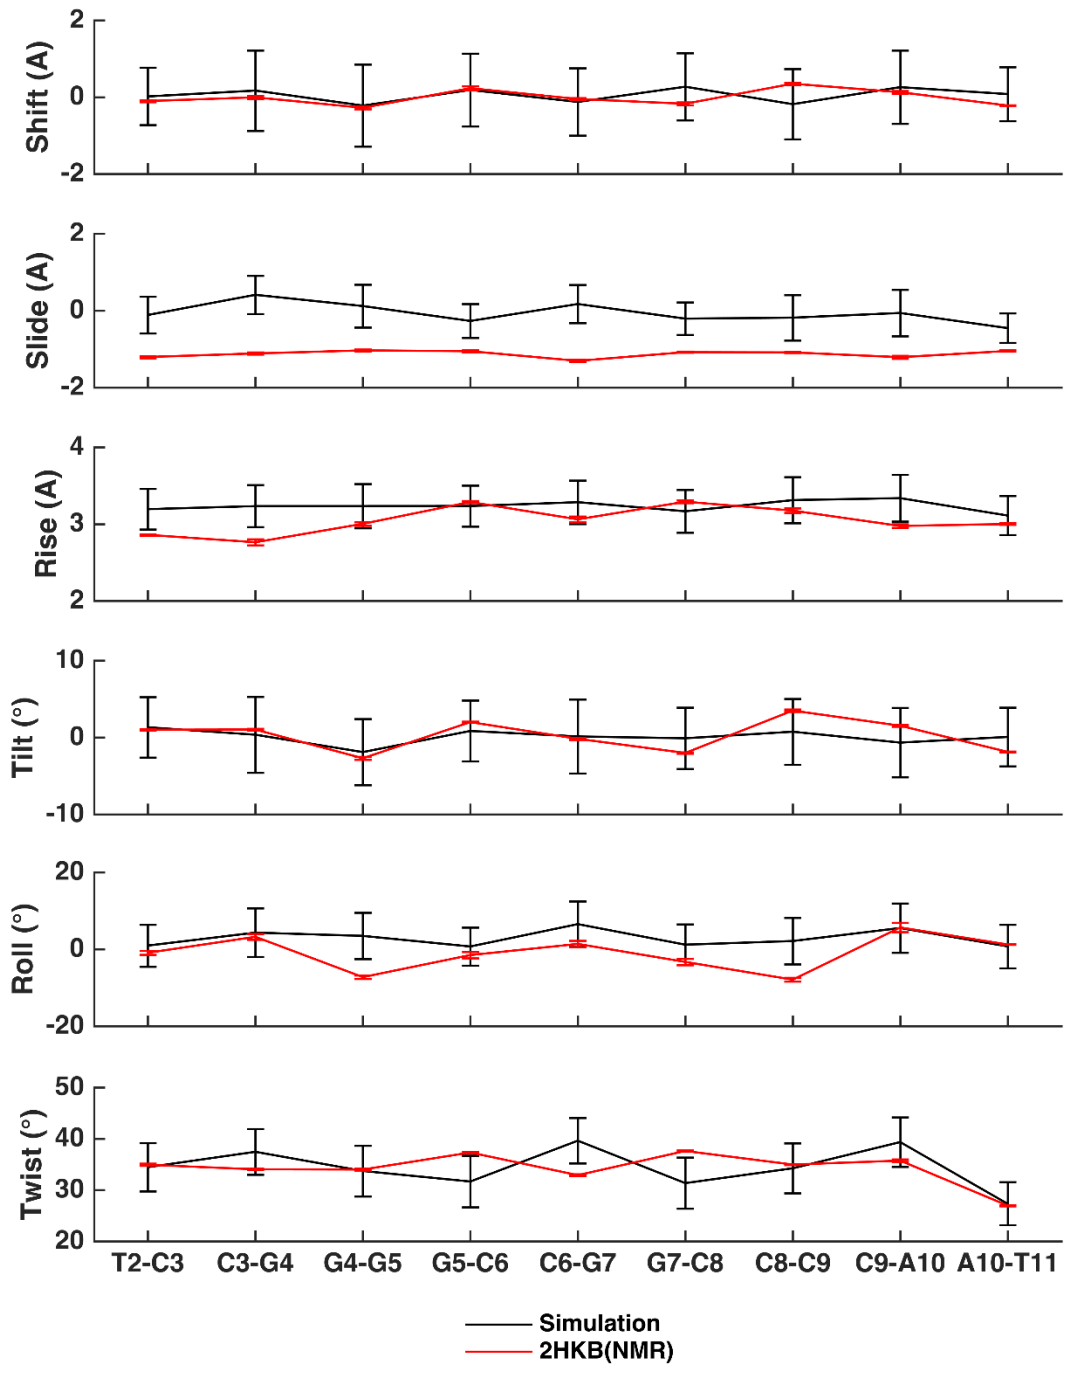 Shift (A)
2
0
-2
Slide (A)
2
0
-2
Rise (A)
4
3
2
Tilt (°)
10
0
-10
Roll (°)
20
0
-20
Twist (°)
50
40
30
20
T2-C3 C3-G4 G4-G5 G5-C6 C6-G7 G7-C8 C8-C9 C9-A10 A10-T11
Simulation
2HKB(NMR)